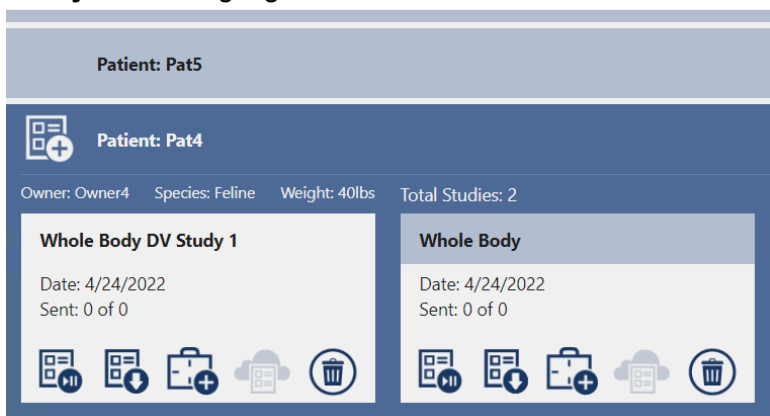 Patient: Pat5
Patient: Pat4
Owner: Owner4 Species: Feline Weight: 40lbs Total Studies: 2
Whole Body DV Study 1
Date: 4/24/2022
Sent: 0 of 0
Whole Body
Date: 4/24/2022
Sent: 0 of 0